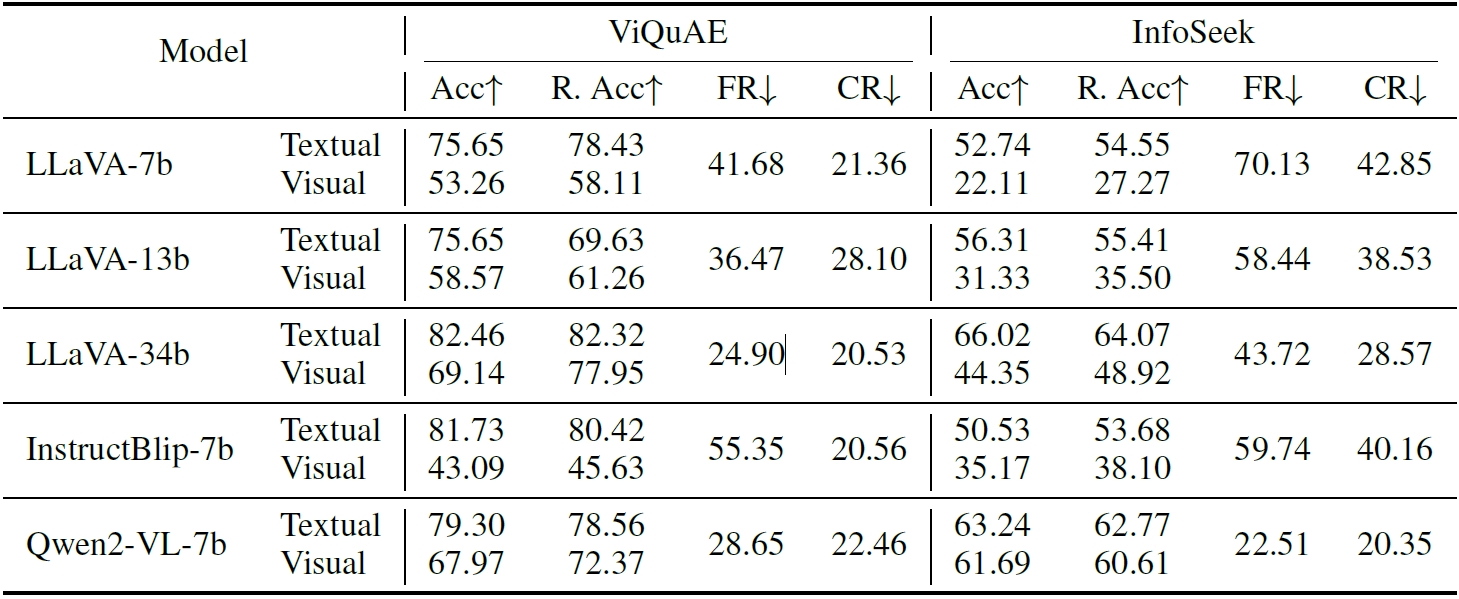 Model ViQuAE InfoSeek
Acc↑ R. Acc↑ FR↓ CR↓ Acc↑ R. Acc↑ FR↓ CR↓
LLaVA-7b Textual 75.65 78.43 41.68 21.36 52.74 54.55 70.13 42.85
Visual 53.26 58.11 22.11 27.27
LLaVA-13b Textual 75.65 69.63 36.47 28.10 56.31 55.41 58.44 38.53
Visual 58.57 61.26 31.33 35.50
LLaVA-34b Textual 82.46 82.32 24.90 20.53 66.02 64.07 43.72 28.57
Visual 69.14 77.95 44.35 48.92
InstructBlip-7b Textual 81.73 80.42 55.35 20.56 50.53 53.68 59.74 40.16
Visual 43.09 45.63 35.17 38.10
Qwen2-VL-7b Textual 79.30 78.56 28.65 22.46 63.24 62.77 22.51 20.35
Visual 67.97 72.37 61.69 60.61